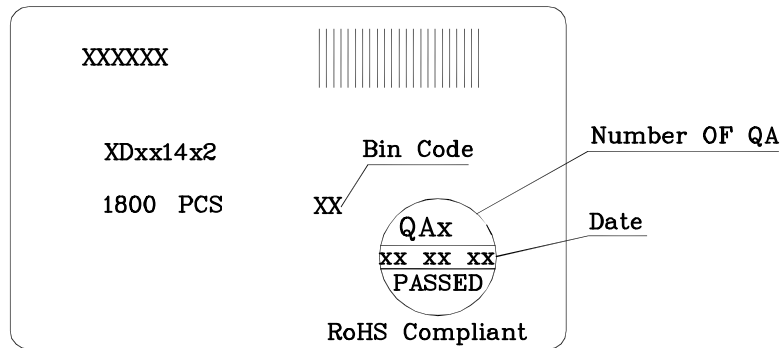 XXXXXX
XDxx14x2
Bin Code
Number OF QA
1800 PCS
XX
QAx
Date
xx xx xx
PASSED
RoHS Compliant